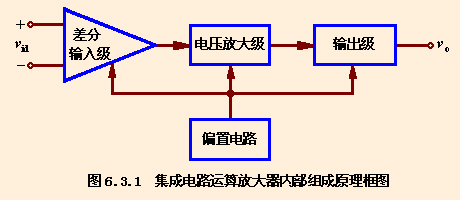 +
v_id
−
差分
输入级
电压放大级
输出级
v_o
偏置电路
图6.3.1 集成电路运算放大器内部组成原理框图